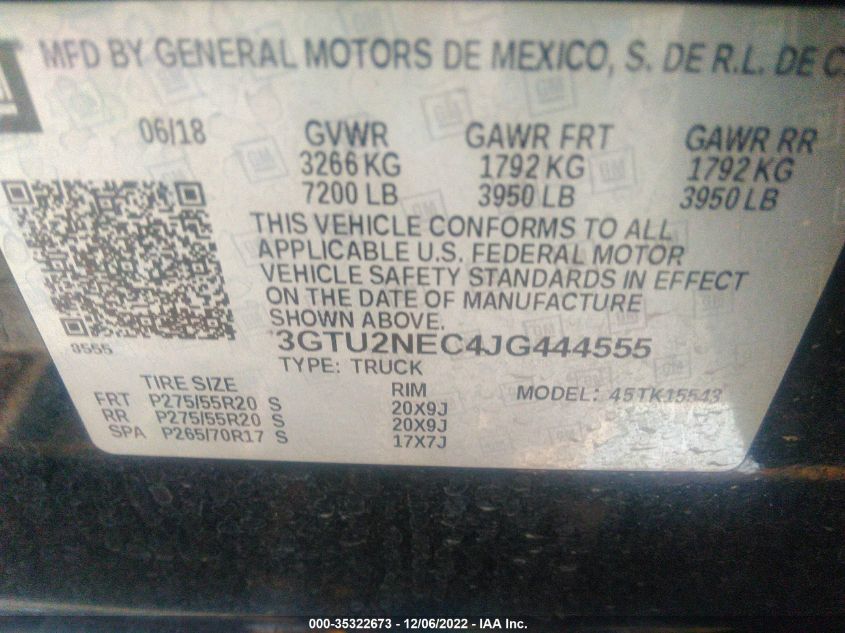 MFD BY GENERAL MOTORS DE MEXICO, S. DE R.L. DE C
06/18 GVWR GAWR FRT GAWR RR
3266 KG 1792 KG 1792 KG
7200 LB 3950 LB 3950 LB
THIS VEHICLE CONFORMS TO ALL
APPLICABLE U.S. FEDERAL MOTOR
VEHICLE SAFETY STANDARDS IN EFFECT
ON THE DATE OF MANUFACTURE
SHOWN ABOVE.
3GTU2NEC4JG444555
TYPE: TRUCK
TIRE SIZE RIM MODEL: 45TK15543
FRT P275/55R20 S 20X9J
RR P275/55R20 S 20X9J
SPA P265/70R17 S 17X7J
000-35322673 - 12/06/2022 - IAA Inc.